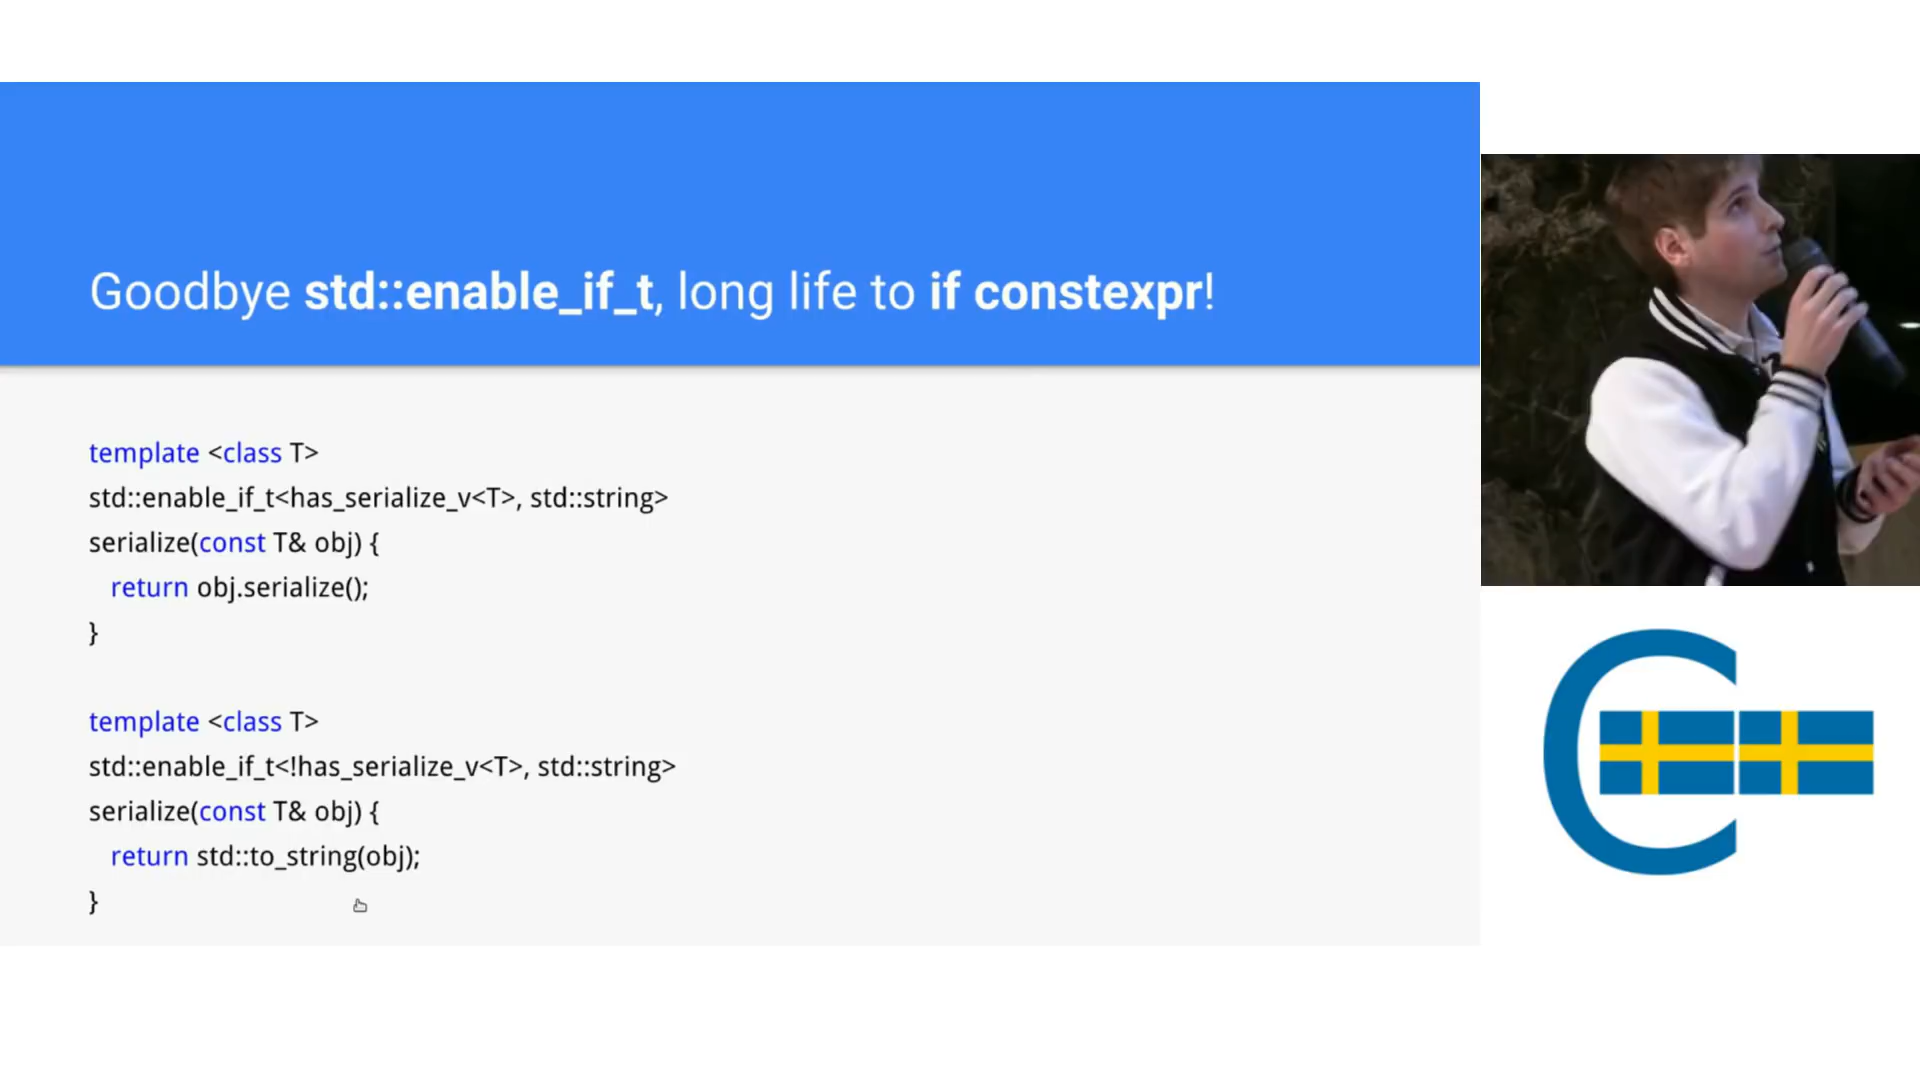 Goodbye std::enable_if_t, long life to if constexpr!
template <class T>
std::enable_if_t<has_serialize_v<T>, std::string>
serialize(const T& obj) {
return obj.serialize();
}
template <class T>
std::enable_if_t<!has_serialize_v<T>, std::string>
serialize(const T& obj) {
return std::to_string(obj);
}
C